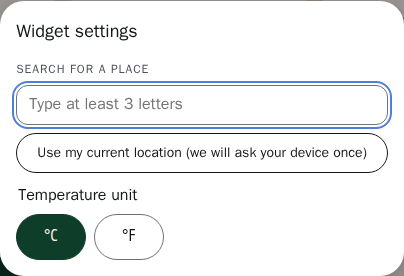 Widget settings
SEARCH FOR A PLACE
Type at least 3 letters
Use my current location (we will ask your device once)
Temperature unit
°C °F